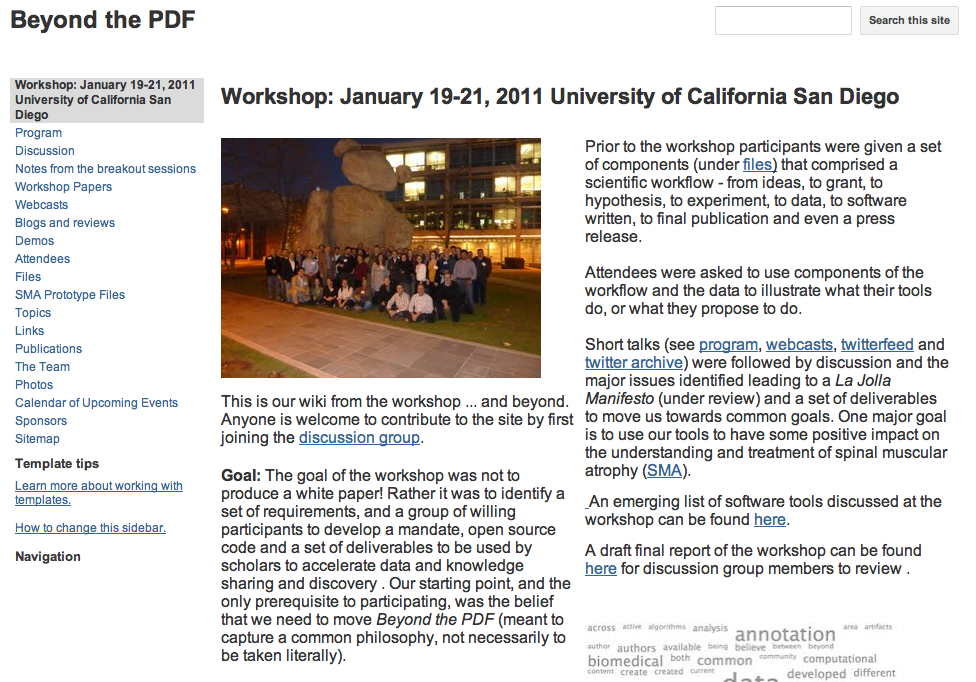 Beyond the PDF
Search this site
Workshop: January 19-21, 2011
University of California San
Diego
Program
Discussion
Notes from the breakout sessions
Workshop Papers
Webcasts
Blogs and reviews
Demos
Attendees
Files
SMA Prototype Files
Topics
Links
Publications
The Team
Photos
Calendar of Upcoming Events
Sponsors
Sitemap
Template tips
Learn more about working with
templates.
How to change this sidebar.
Navigation
Workshop: January 19-21, 2011 University of California San Diego
This is our wiki from the workshop ... and beyond.
Anyone is welcome to contribute to the site by first
joining the discussion group.
Goal: The goal of the workshop was not to
produce a white paper! Rather it was to identify a
set of requirements, and a group of willing
participants to develop a mandate, open source
code and a set of deliverables to be used by
scholars to accelerate data and knowledge
sharing and discovery . Our starting point, and the
only prerequisite to participating, was the belief
that we need to move Beyond the PDF (meant to
capture a common philosophy, not necessarily to
be taken literally).
Prior to the workshop participants were given a set
of components (under files) that comprised a
scientific workflow - from ideas, to grant, to
hypothesis, to experiment, to data, to software
written, to final publication and even a press
release.
Attendees were asked to use components of the
workflow and the data to illustrate what their tools
do, or what they propose to do.
Short talks (see program, webcasts, twitterfeed and
twitter archive) were followed by discussion and the
major issues identified leading to a La Jolla
Manifesto (under review) and a set of deliverables
to move us towards common goals. One major goal
is to use our tools to have some positive impact on
the understanding and treatment of spinal muscular
atrophy (SMA).
An emerging list of software tools discussed at the
workshop can be found here.
A draft final report of the workshop can be found
here for discussion group members to review .
across active algorithms analysis annotation area artifacts
author authors available being believe between beyond
biomedical both common community computational
content create created current data developed different